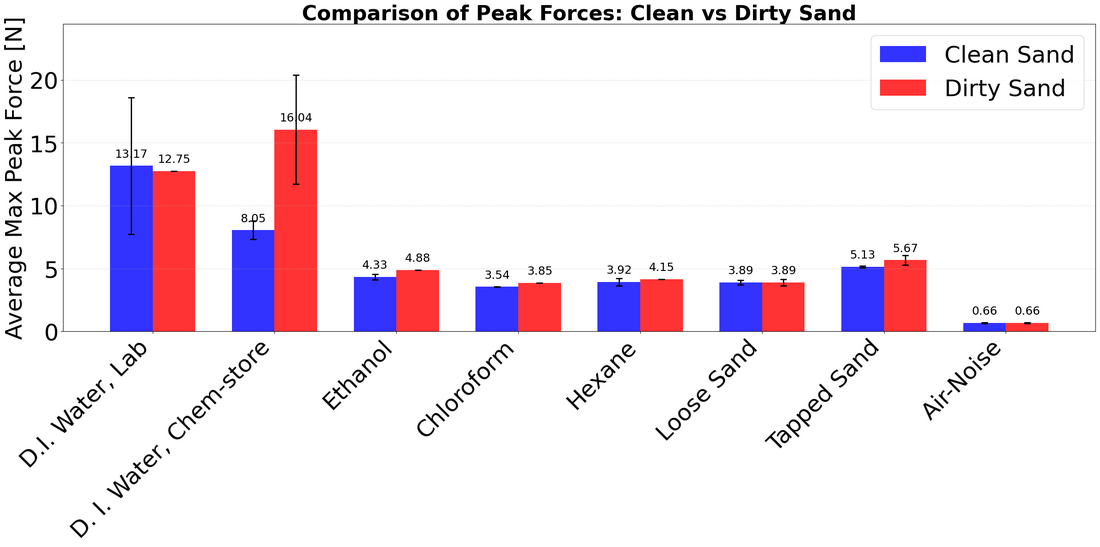 Comparison of Peak Forces: Clean vs Dirty Sand
Average Max Peak Force [N]
20
15
10
5
0
Clean Sand
Dirty Sand
13.17
12.75
8.05
16.04
4.33
4.88
3.54
3.85
3.92
4.15
3.89
3.89
5.13
5.67
0.66
0.66
D.I. Water, Lab
D. I. Water, Chem-store
Ethanol
Chloroform
Hexane
Loose Sand
Tapped Sand
Air-Noise